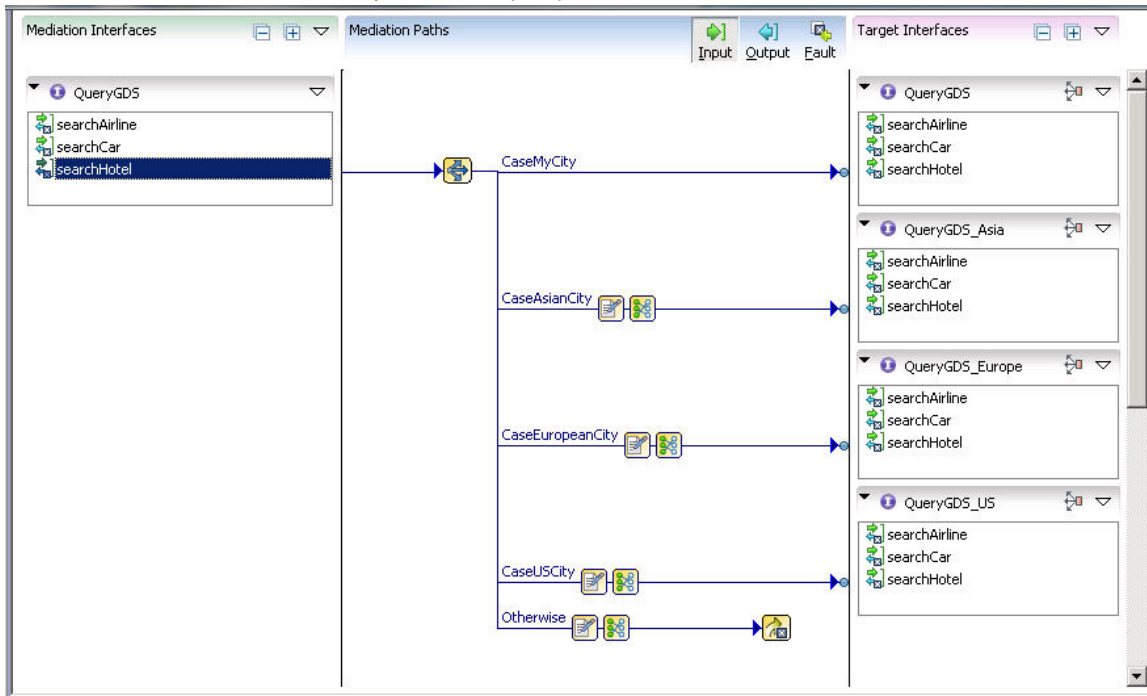 Mediation Interfaces
Mediation Paths
Input
Output
Fault
Target Interfaces
QueryGDS
searchAirline
searchCar
searchHotel
CaseMyCity
CaseAsianCity
CaseEuropeanCity
CaseUSCity
Otherwise
QueryGDS
searchAirline
searchCar
searchHotel
QueryGDS_Asia
searchAirline
searchCar
searchHotel
QueryGDS_Europe
searchAirline
searchCar
searchHotel
QueryGDS_US
searchAirline
searchCar
searchHotel